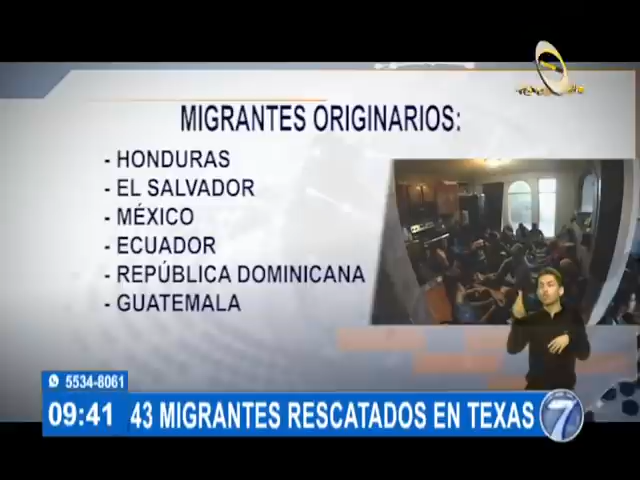 MIGRANTES ORIGINARIOS:
- HONDURAS
- EL SALVADOR
- MÉXICO
- ECUADOR
- REPÚBLICA DOMINICANA
- GUATEMALA
5534-8061
09:41 43 MIGRANTES RESCATADOS EN TEXAS 7